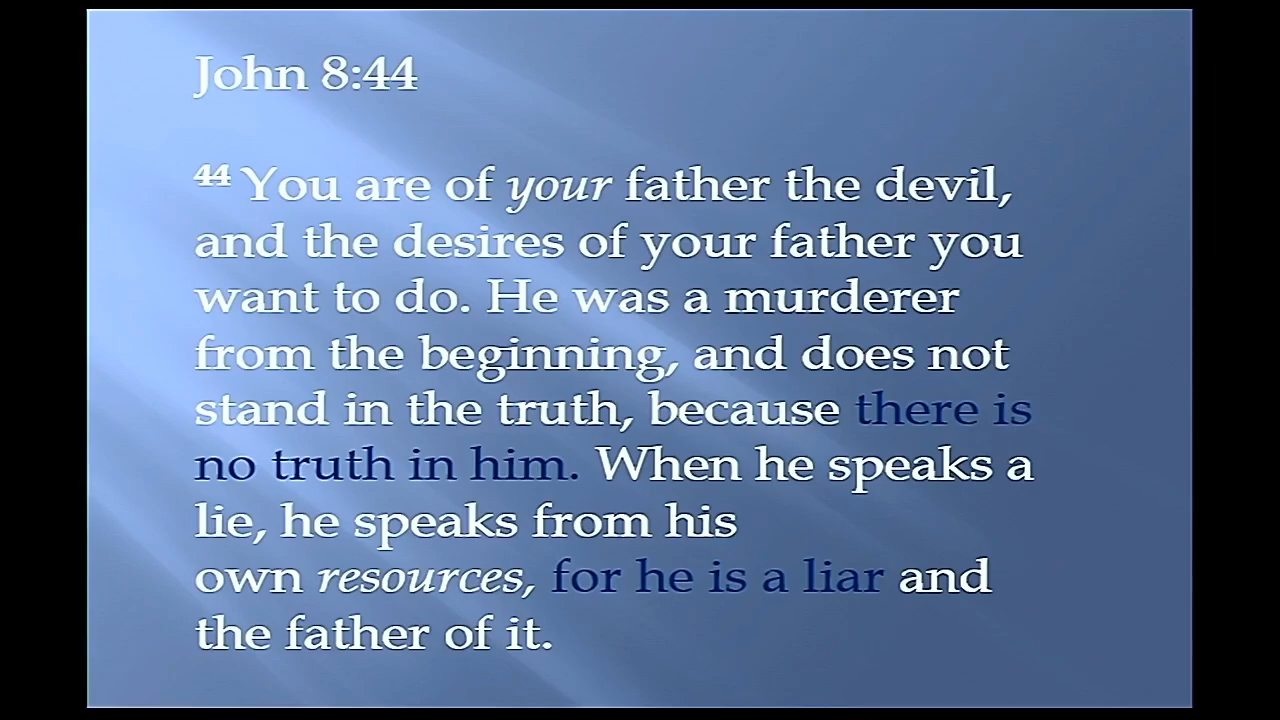 John 8:44
44 You are of your father the devil,
and the desires of your father you
want to do. He was a murderer
from the beginning, and does not
stand in the truth, because there is
no truth in him. When he speaks a
lie, he speaks from his
own resources, for he is a liar and
the father of it.